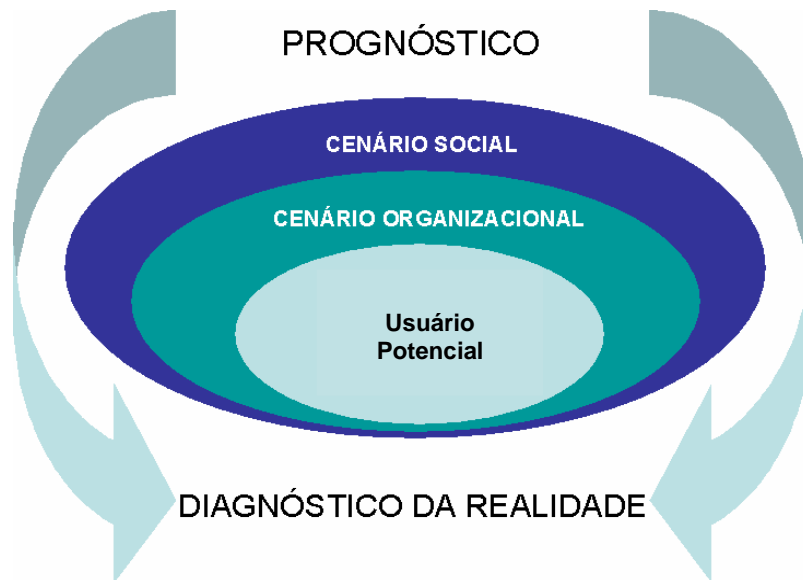 PROGNÓSTICO
CENÁRIO SOCIAL
CENÁRIO ORGANIZACIONAL
Usuário
Potencial
DIAGNÓSTICO DA REALIDADE